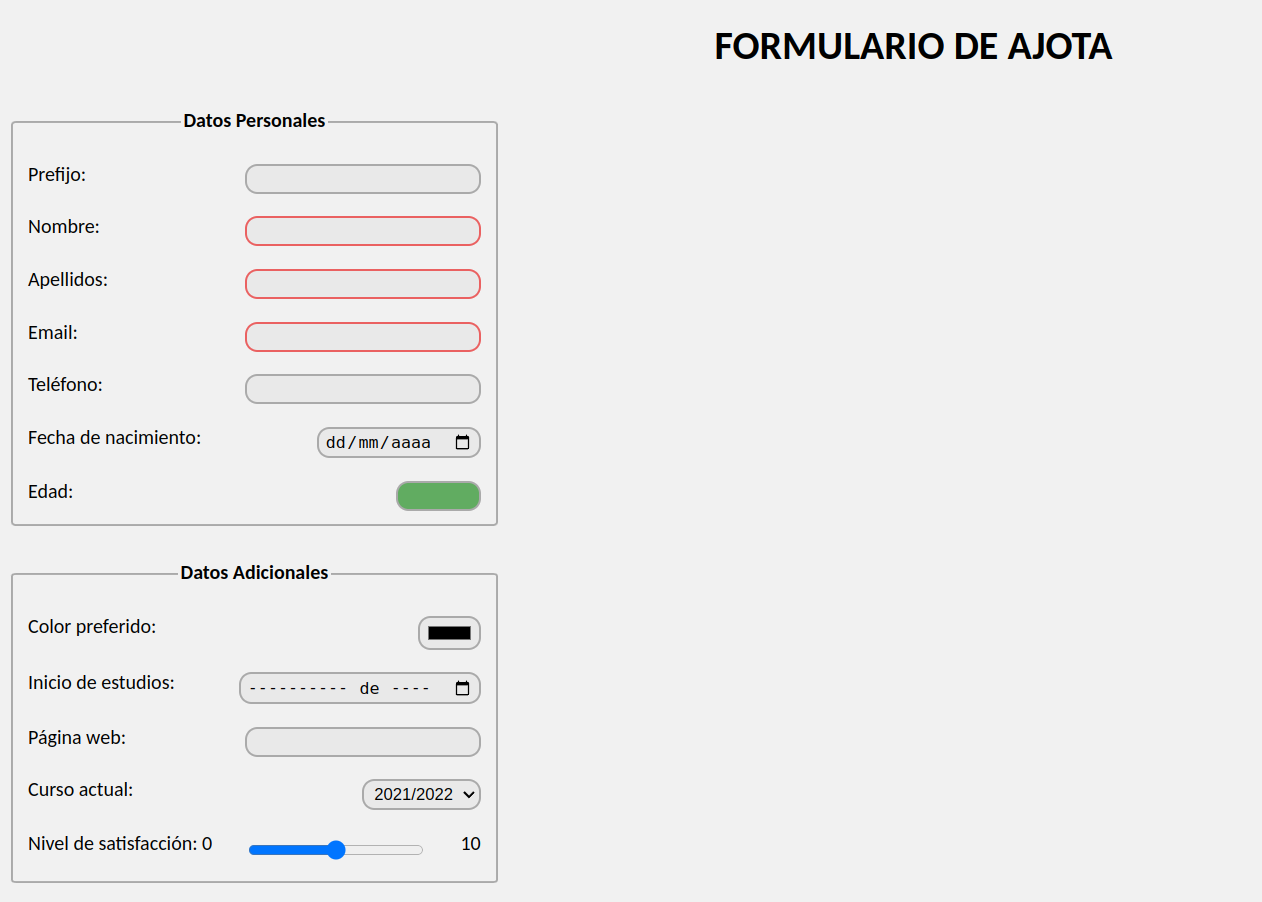 FORMULARIO DE AJOTA
Datos Personales
Prefijo:
Nombre:
Apellidos:
Email:
Teléfono:
Fecha de nacimiento: dd/mm/aaaa
Edad:
Datos Adicionales
Color preferido:
Inicio de estudios: ---------- de ----
Página web:
Curso actual: 2021/2022
Nivel de satisfacción: 0 10